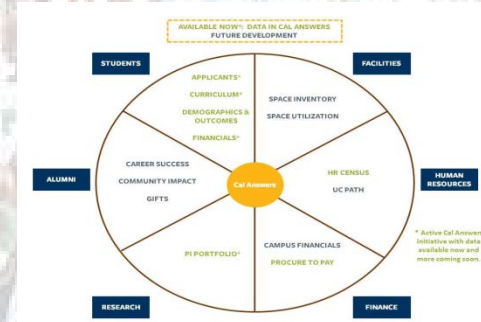 AVAILABLE NOW*: DATA IN CAL ANSWERS
FUTURE DEVELOPMENT
STUDENTS
FACILITIES
APPLICANTS*
CURRICULUM*
DEMOGRAPHICS &
OUTCOMES
FINANCIALS*
SPACE INVENTORY
SPACE UTILIZATION
ALUMNI
CAREER SUCCESS
COMMUNITY IMPACT
GIFTS
Cal Answers
HR CENSUS
UC PATH
HUMAN
RESOURCES
PI PORTFOLIO*
CAMPUS FINANCIALS
PROCURE TO PAY
* Active Cal Answers
initiative with data
available now and
more coming soon.
RESEARCH
FINANCE